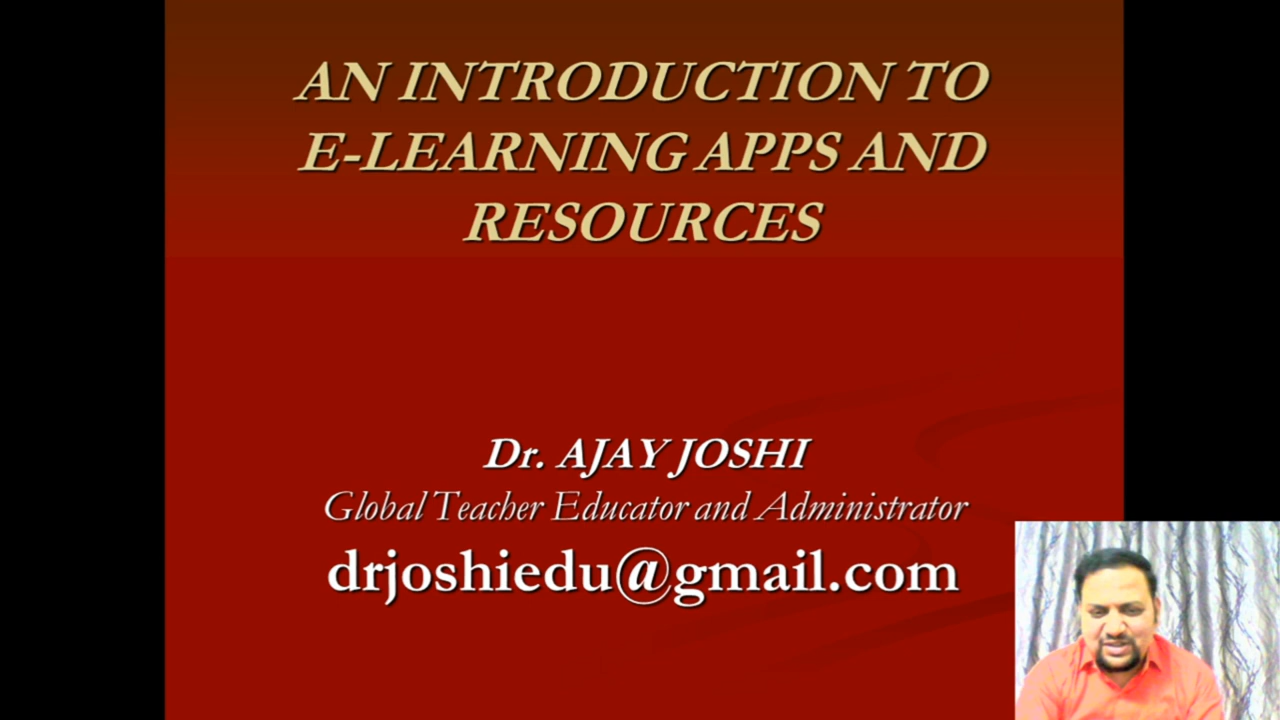 AN INTRODUCTION TO
E-LEARNING APPS AND
RESOURCES
Dr. AJAY JOSHI
Global Teacher Educator and Administrator
drjoshiedu@gmail.com